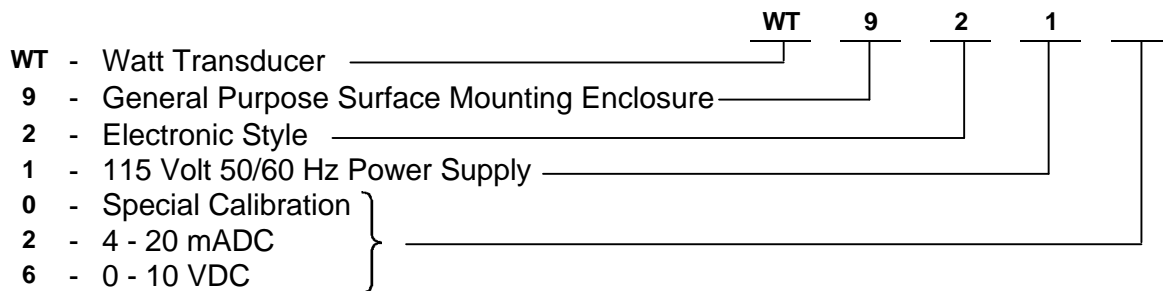 WT 9 2 1
WT - Watt Transducer
9 - General Purpose Surface Mounting Enclosure
2 - Electronic Style
1 - 115 Volt 50/60 Hz Power Supply
0 - Special Calibration
2 - 4 - 20 mADC
6 - 0 - 10 VDC